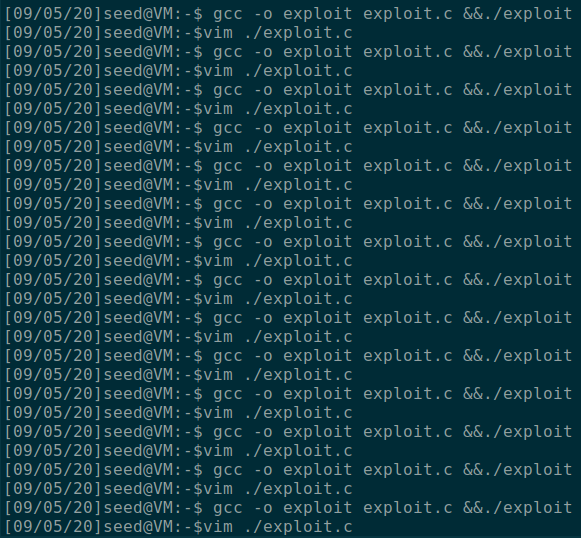 [09/05/20]seed@VM:-$ gcc -o exploit exploit.c &&./exploit
[09/05/20]seed@VM:-$vim ./exploit.c
[09/05/20]seed@VM:-$ gcc -o exploit exploit.c &&./exploit
[09/05/20]seed@VM:-$vim ./exploit.c
[09/05/20]seed@VM:-$ gcc -o exploit exploit.c &&./exploit
[09/05/20]seed@VM:-$vim ./exploit.c
[09/05/20]seed@VM:-$ gcc -o exploit exploit.c &&./exploit
[09/05/20]seed@VM:-$vim ./exploit.c
[09/05/20]seed@VM:-$ gcc -o exploit exploit.c &&./exploit
[09/05/20]seed@VM:-$vim ./exploit.c
[09/05/20]seed@VM:-$ gcc -o exploit exploit.c &&./exploit
[09/05/20]seed@VM:-$vim ./exploit.c
[09/05/20]seed@VM:-$ gcc -o exploit exploit.c &&./exploit
[09/05/20]seed@VM:-$vim ./exploit.c
[09/05/20]seed@VM:-$ gcc -o exploit exploit.c &&./exploit
[09/05/20]seed@VM:-$vim ./exploit.c
[09/05/20]seed@VM:-$ gcc -o exploit exploit.c &&./exploit
[09/05/20]seed@VM:-$vim ./exploit.c
[09/05/20]seed@VM:-$ gcc -o exploit exploit.c &&./exploit
[09/05/20]seed@VM:-$vim ./exploit.c
[09/05/20]seed@VM:-$ gcc -o exploit exploit.c &&./exploit
[09/05/20]seed@VM:-$vim ./exploit.c
[09/05/20]seed@VM:-$ gcc -o exploit exploit.c &&./exploit
[09/05/20]seed@VM:-$vim ./exploit.c
[09/05/20]seed@VM:-$ gcc -o exploit exploit.c &&./exploit
[09/05/20]seed@VM:-$vim ./exploit.c
[09/05/20]seed@VM:-$ gcc -o exploit exploit.c &&./exploit
[09/05/20]seed@VM:-$vim ./exploit.c